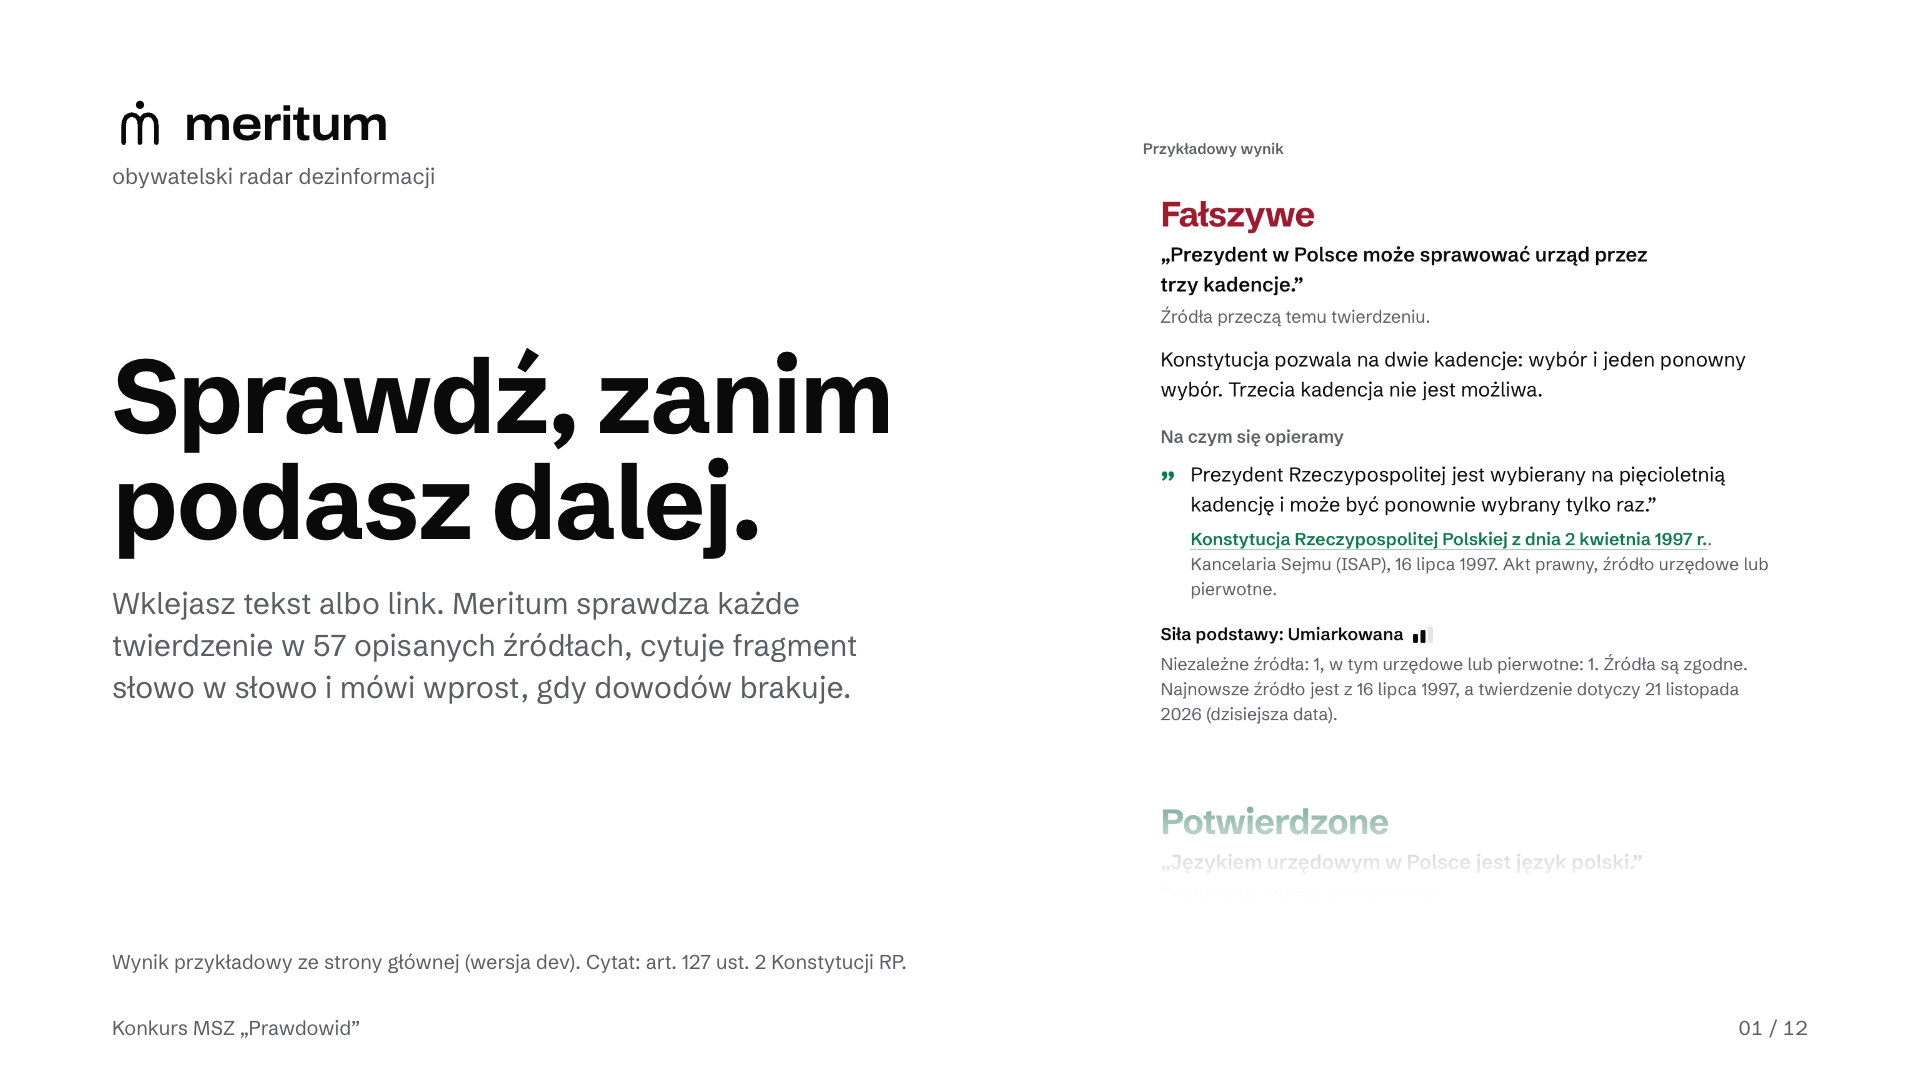 meritum
obywatelski radar dezinformacji
Sprawdź, zanim
podasz dalej.
Wklejasz tekst albo link. Meritum sprawdza każde
twierdzenie w 57 opisanych źródłach, cytuje fragment
słowo w słowo i mówi wprost, gdy dowodów brakuje.
Przykładowy wynik
Fałszywe
„Prezydent w Polsce może sprawować urząd przez
trzy kadencje.”
Źródła przeczą temu twierdzeniu.
Konstytucja pozwala na dwie kadencje: wybór i jeden ponowny
wybór. Trzecia kadencja nie jest możliwa.
Na czym się opieramy
” Prezydent Rzeczypospolitej jest wybierany na pięcioletnią
kadencję i może być ponownie wybrany tylko raz.”
Konstytucja Rzeczypospolitej Polskiej z dnia 2 kwietnia 1997 r..
Kancelaria Sejmu (ISAP), 16 lipca 1997. Akt prawny, źródło urzędowe lub
pierwotne.
Siła podstawy: Umiarkowana
Niezależne źródła: 1, w tym urzędowe lub pierwotne: 1. Źródła są zgodne.
Najnowsze źródło jest z 16 lipca 1997, a twierdzenie dotyczy 21 listopada
2026 (dzisiejsza data).
Potwierdzone
„Językiem urzędowym w Polsce jest język polski.”
Wynik przykładowy ze strony głównej (wersja dev). Cytat: art. 127 ust. 2 Konstytucji RP.
Konkurs MSZ „Prawdowid”
01 / 12